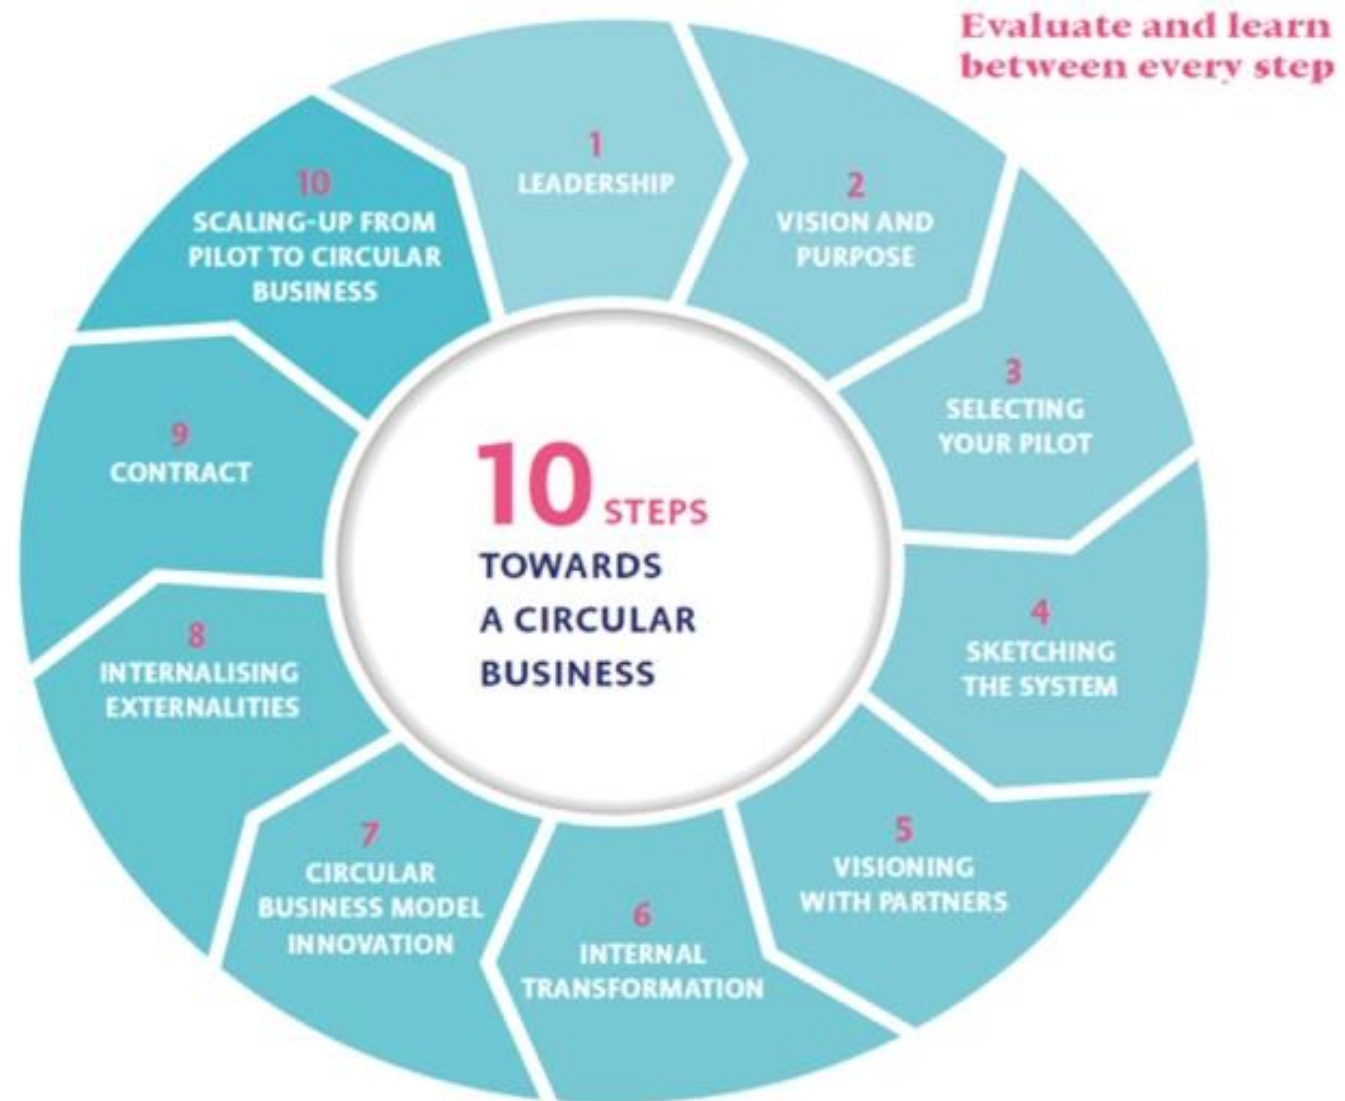 Evaluate and learn
between every step
1
LEADERSHIP
2
VISION AND
PURPOSE
3
SELECTING
YOUR PILOT
4
SKETCHING
THE SYSTEM
5
VISIONING
WITH PARTNERS
6
INTERNAL
TRANSFORMATION
7
CIRCULAR
BUSINESS MODEL
INNOVATION
8
INTERNALISING
EXTERNALITIES
9
CONTRACT
10
SCALING-UP FROM
PILOT TO CIRCULAR
BUSINESS
10 STEPS
TOWARDS
A CIRCULAR
BUSINESS